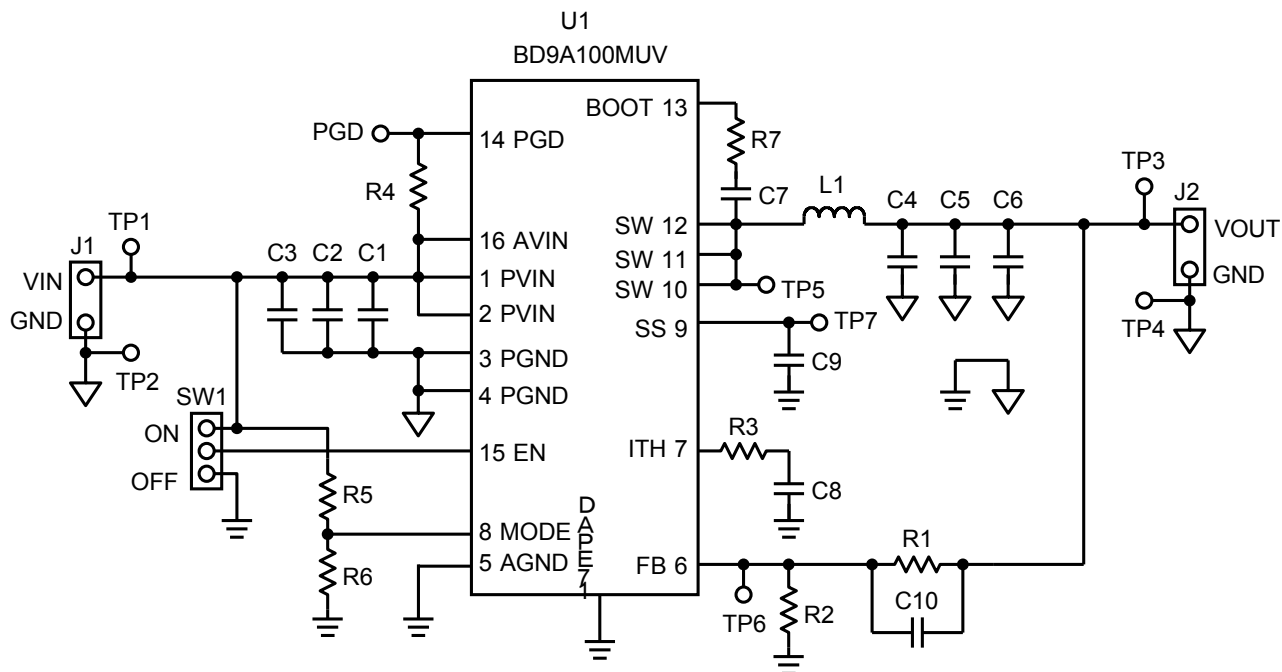 U1
BD9A100MUV
BOOT 13
PGD
14 PGD
R7
R4
TP3
C7
L1
C4
C5
C6
J2
TP1
SW 12
VOUT
J1
C3
C2
C1
16 AVIN
SW 11
VIN
1 PVIN
SW 10
TP5
GND
GND
2 PVIN
SS 9
TP7
TP4
TP2
3 PGND
C9
SW1
4 PGND
ON
R3
15 EN
ITH 7
OFF
R5
C8
8 MODE
5 AGND
R1
R6
FB 6
C10
TP6
R2
DAPE71